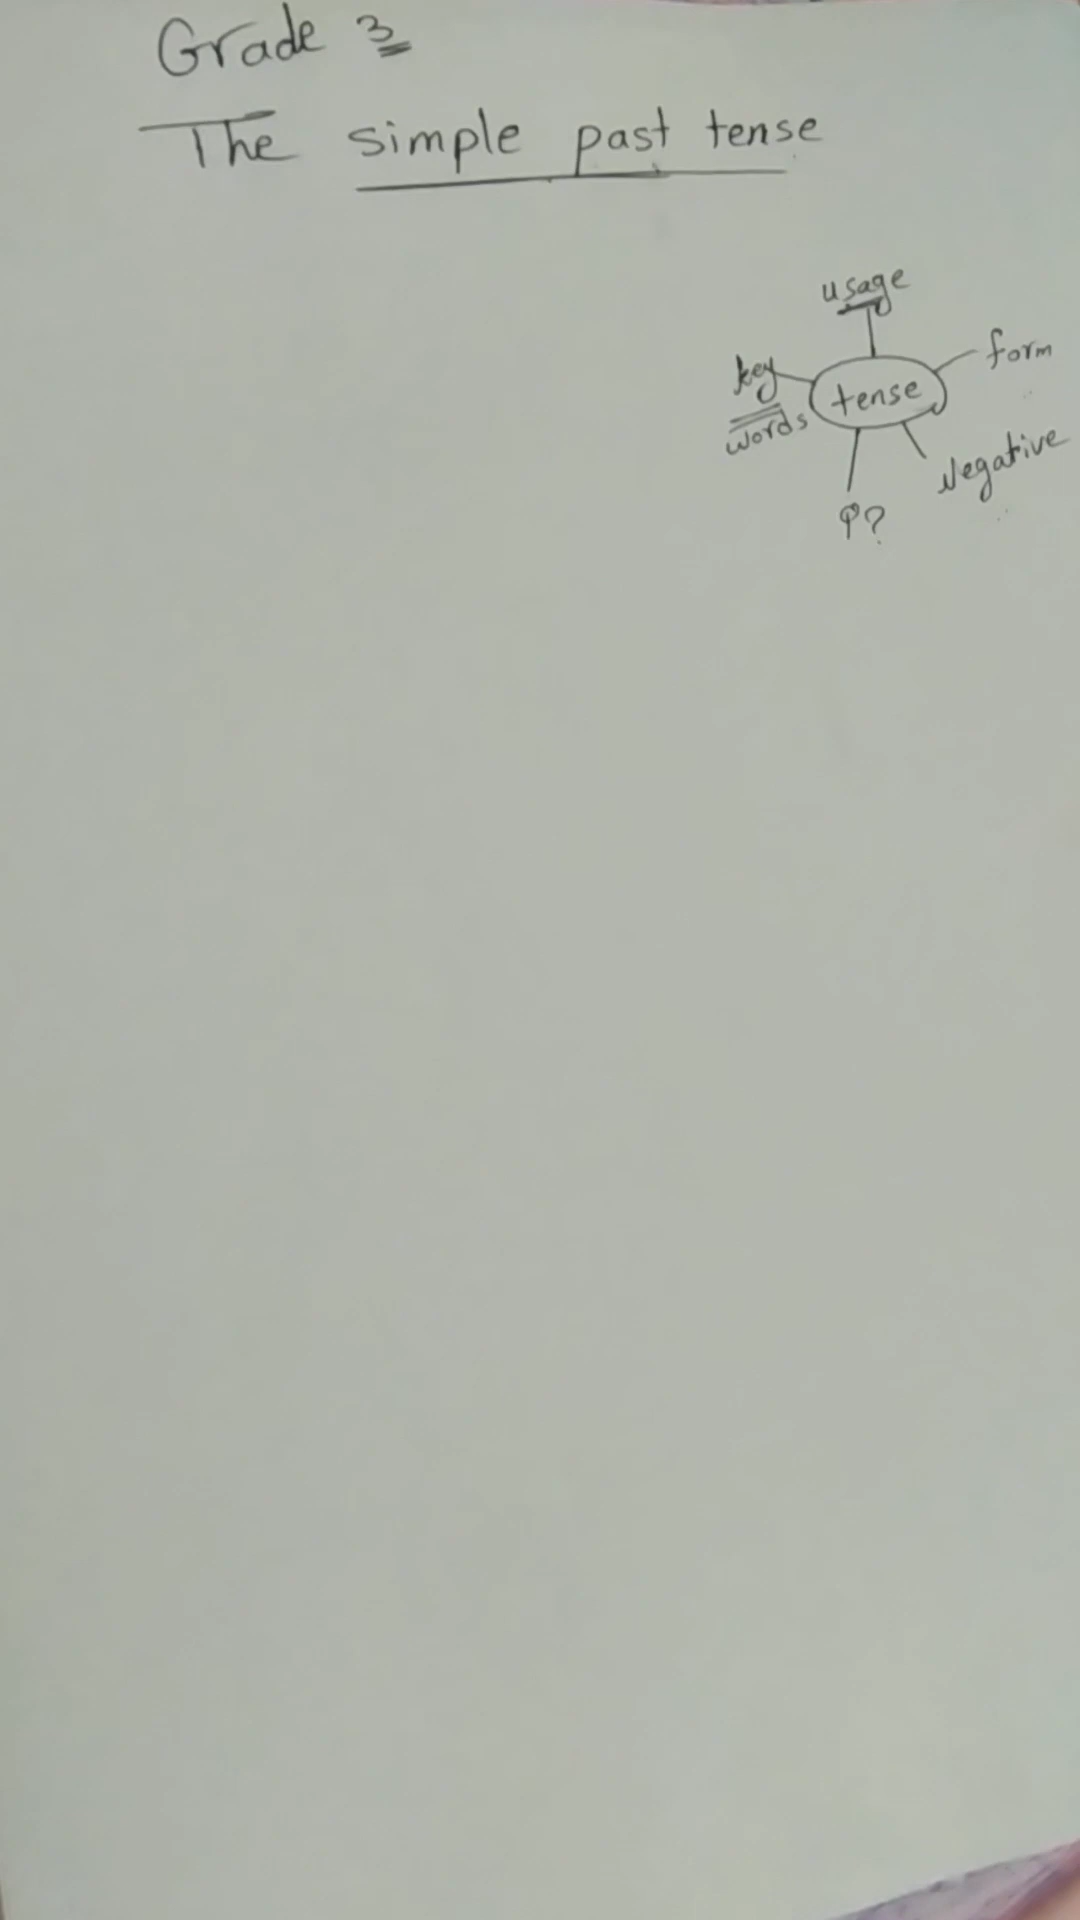 Grade 3
The simple past tense
usage
form
key
words
tense
Negative
?